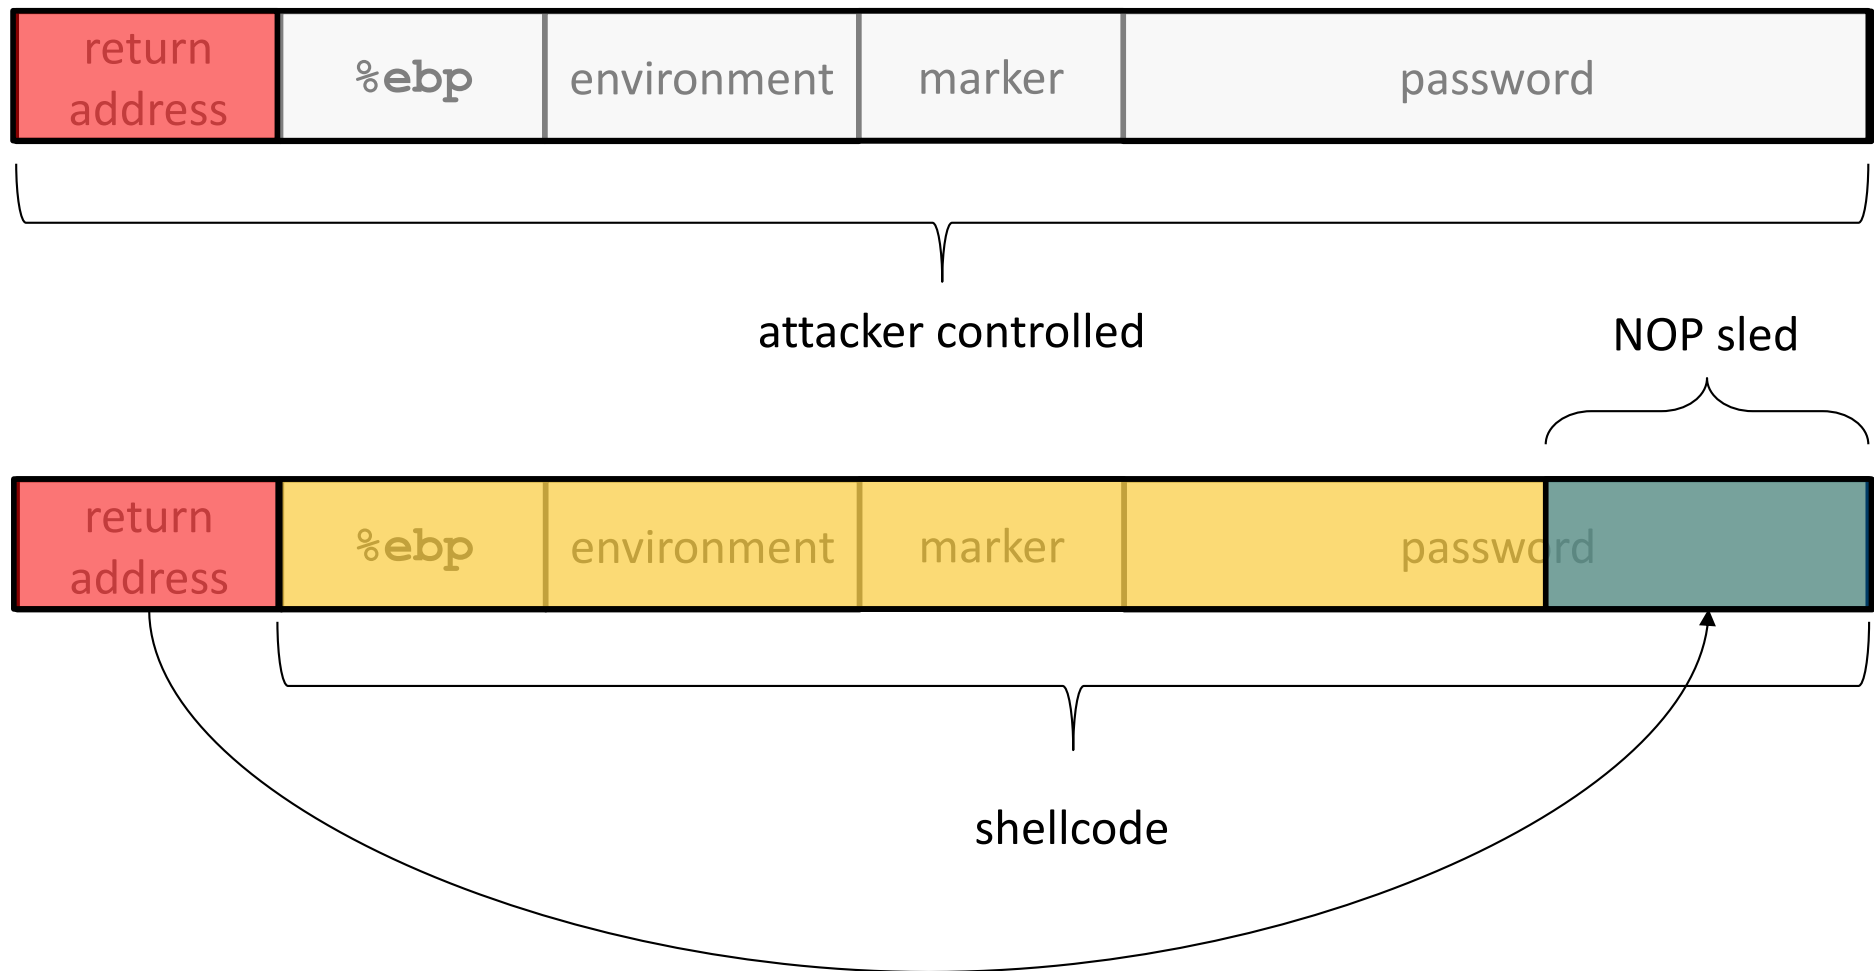 return
address
%ebp
environment
marker
password
attacker controlled
NOP sled
return
address
%ebp
environment
marker
password
shellcode